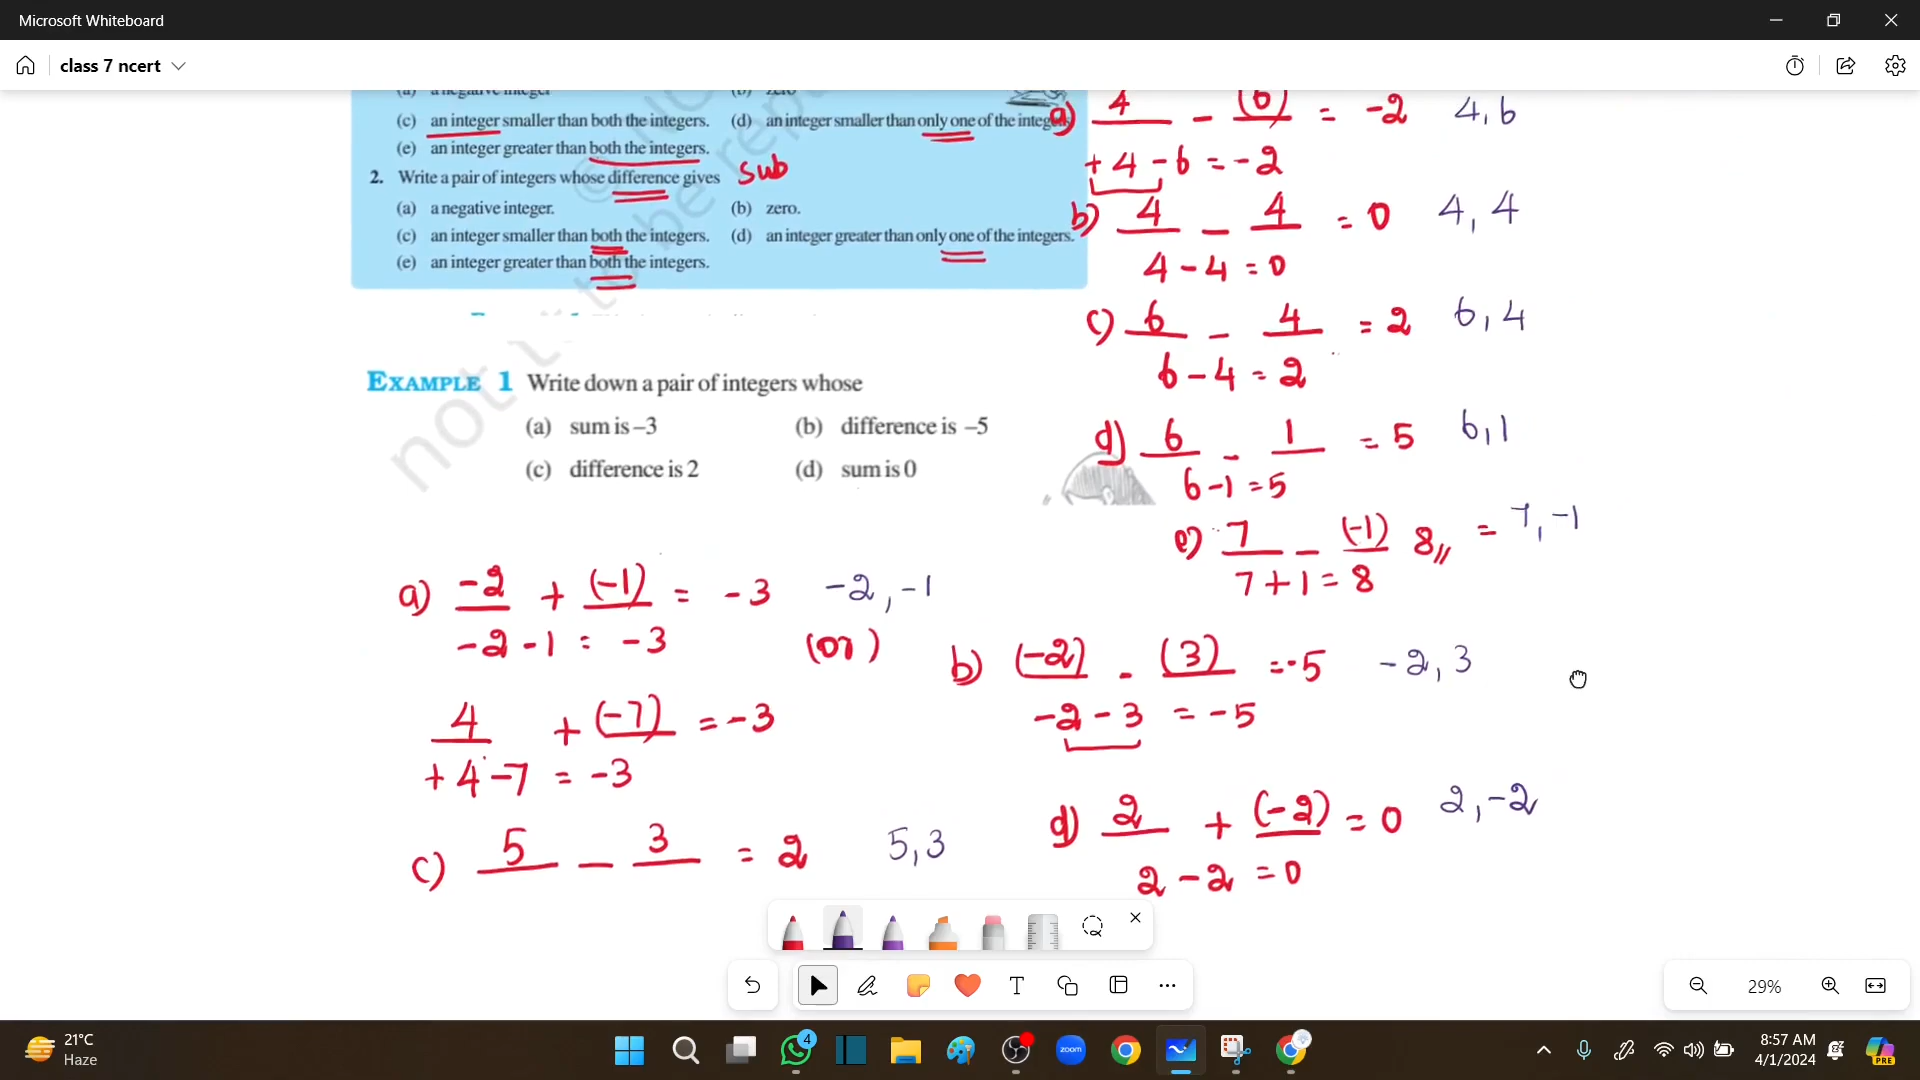 Microsoft Whiteboard
class 7 ncert
(c) an integer smaller than both the integers. (d) an integer smaller than only one of the integers
(e) an integer greater than both the integers.
2. Write a pair of integers whose difference gives sub
(a) a negative integer. (b) zero.
(c) an integer smaller than both the integers. (d) an integer greater than only one of the integers.
(e) an integer greater than both the integers.
a) 4 - (6) = -2 4,6
+4-6 = -2
b) 4 - 4 = 0 4,4
4-4 = 0
c) 6 - 4 = 2 6,4
6-4 = 2
d) 6 - 1 = 5 6,1
6-1 = 5
e) 7 - (-1) 8,, = 7,-1
7+1 = 8
EXAMPLE 1 Write down a pair of integers whose
(a) sum is –3 (b) difference is –5
(c) difference is 2 (d) sum is 0
a) -2 + (-1) = -3 -2,-1
-2-1 = -3 (or)
4 + (-7) = -3
+4-7 = -3
b) (-2) - (3) = -5 -2,3
-2-3 = -5
c) 5 - 3 = 2 5,3
d) 2 + (-2) = 0 2,-2
2-2 = 0
29%
21°C
Haze
4
zoom
8:57 AM
4/1/2024
PRE